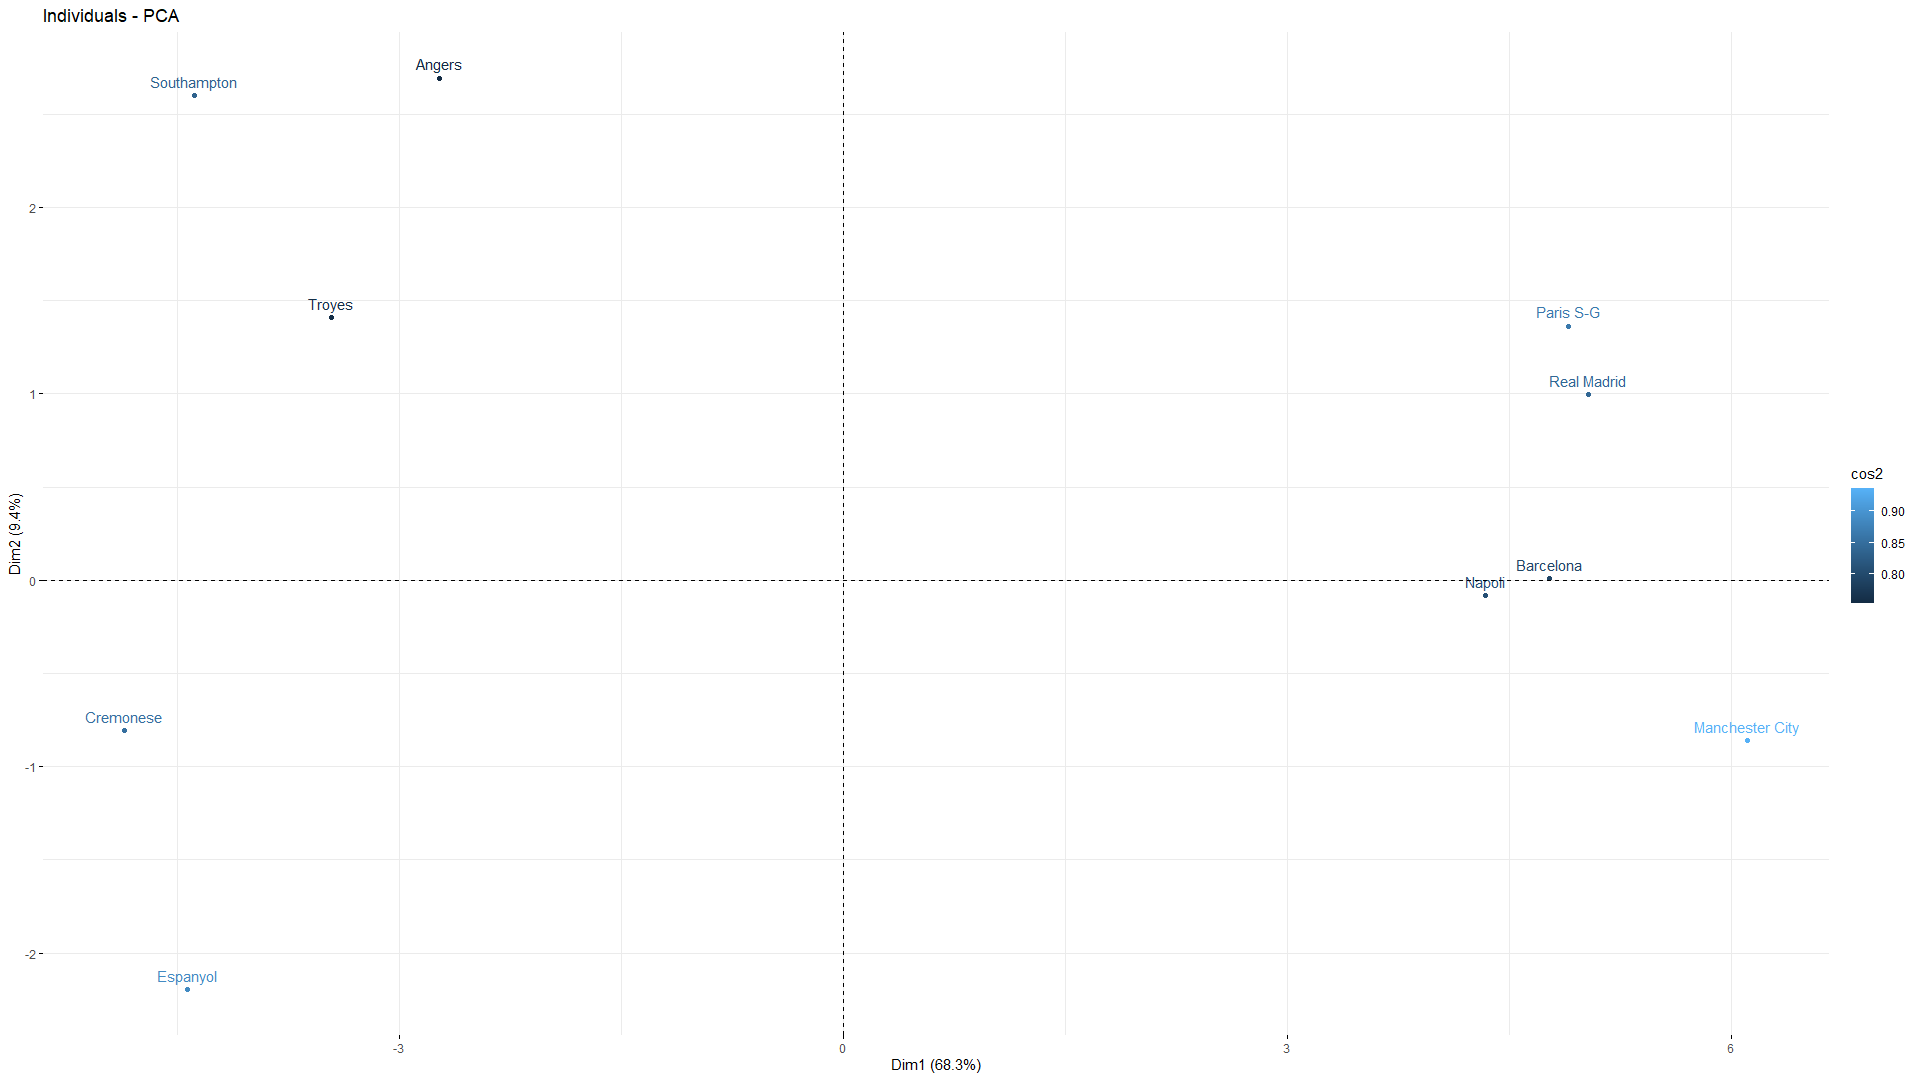 Individuals - PCA
Angers
Southampton
Troyes
Paris S-G
Real Madrid
Barcelona
Napoli
Cremonese
Manchester City
Espanyol
2
1
0
-1
-2
Dim2 (9.4%)
-3
0
3
6
Dim1 (68.3%)
cos2
0.90
0.85
0.80